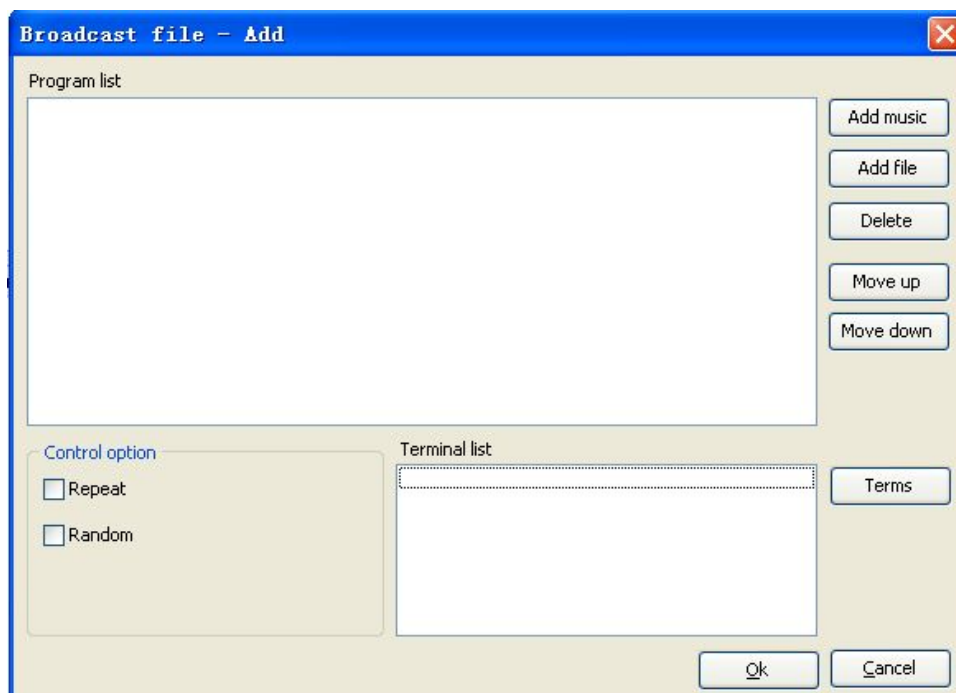 Broadcast file - Add
Program list
Add music
Add file
Delete
Move up
Move down
Control option
Repeat
Random
Terminal list
Terms
Ok
Cancel